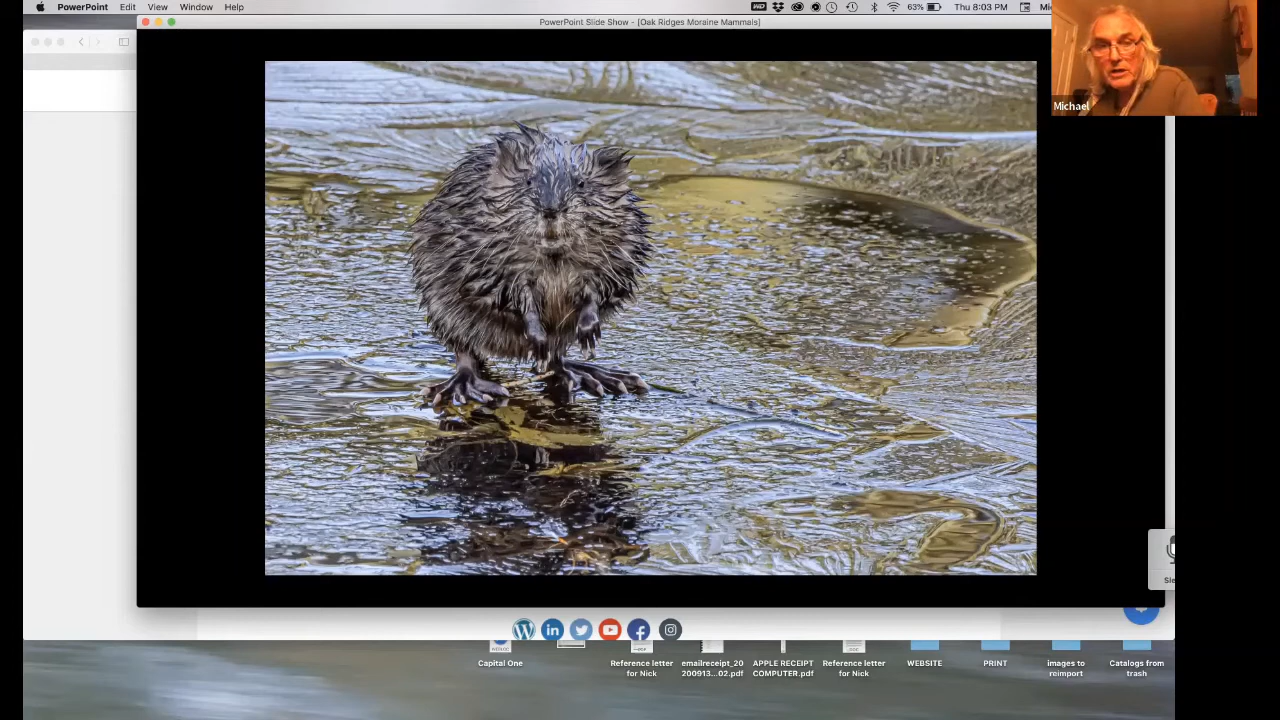 PowerPoint Edit View Window Help
63% Thu 8:03 PM
PowerPoint Slide Show - [Oak Ridges Moraine Mammals]
Michael
Capital One
Reference letter
for Nick
emailreceipt_20
200913...02.pdf
APPLE RECEIPT
COMPUTER.pdf
Reference letter
for Nick
WEBSITE
PRINT
images to
reimport
Catalogs from
trash